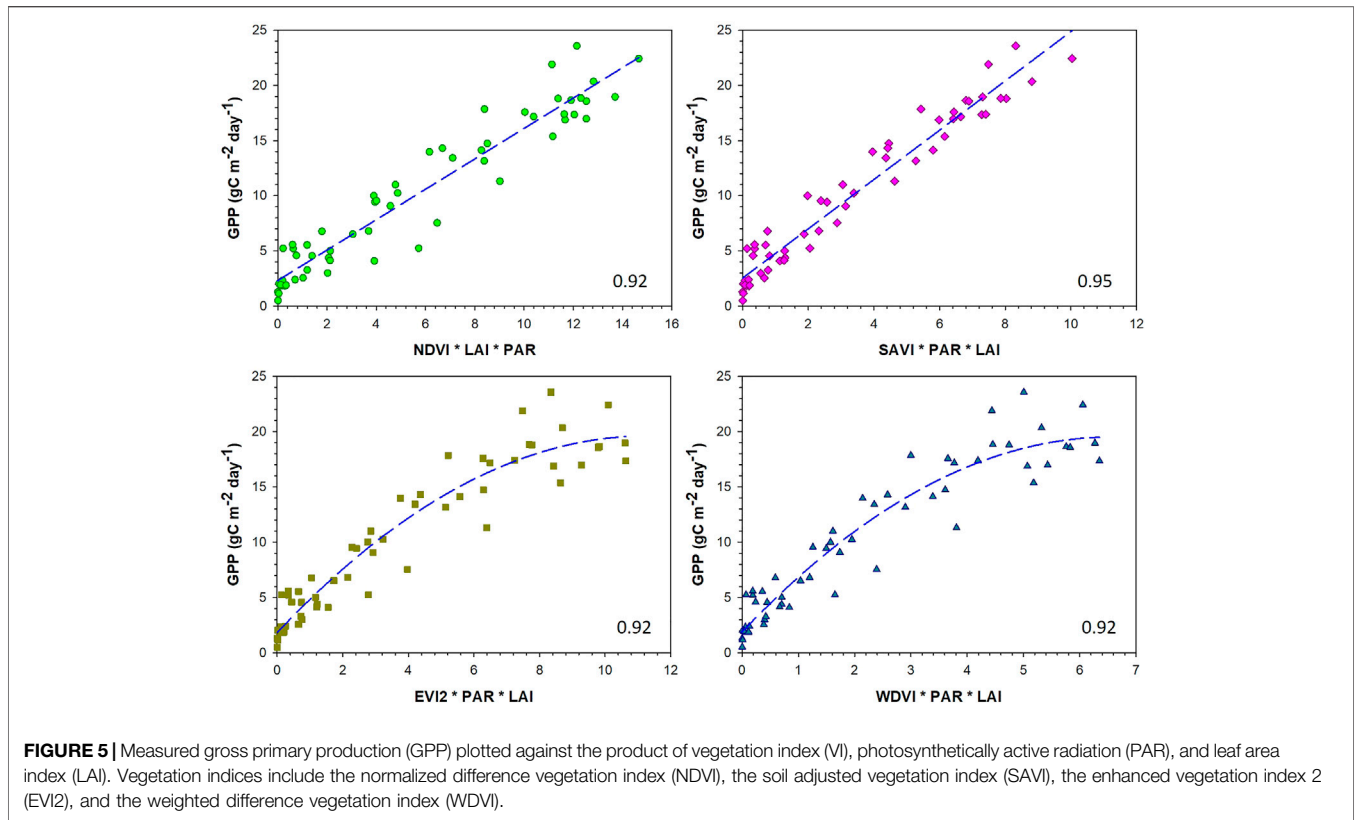 25
20
15
10
5
0
GPP (gC m⁻² day⁻¹)
0.92
0 2 4 6 8 10 12 14 16
NDVI * LAI * PAR
25
20
15
10
5
0
GPP (gC m⁻² day⁻¹)
0.95
0 2 4 6 8 10 12
SAVI * PAR * LAI
25
20
15
10
5
0
GPP (gC m⁻² day⁻¹)
0.92
0 2 4 6 8 10 12
EVI2 * PAR * LAI
25
20
15
10
5
0
GPP (gC m⁻² day⁻¹)
0.92
0 1 2 3 4 5 6 7
WDVI * PAR * LAI
FIGURE 5 | Measured gross primary production (GPP) plotted against the product of vegetation index (VI), photosynthetically active radiation (PAR), and leaf area
index (LAI). Vegetation indices include the normalized difference vegetation index (NDVI), the soil adjusted vegetation index (SAVI), the enhanced vegetation index 2
(EVI2), and the weighted difference vegetation index (WDVI).